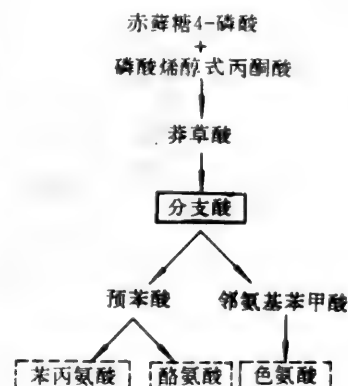 赤藓糖4-磷酸
+
磷酸烯醇式丙酮酸
莽草酸
分支酸
预苯酸 邻氨基苯甲酸
苯丙氨酸 酪氨酸 色氨酸